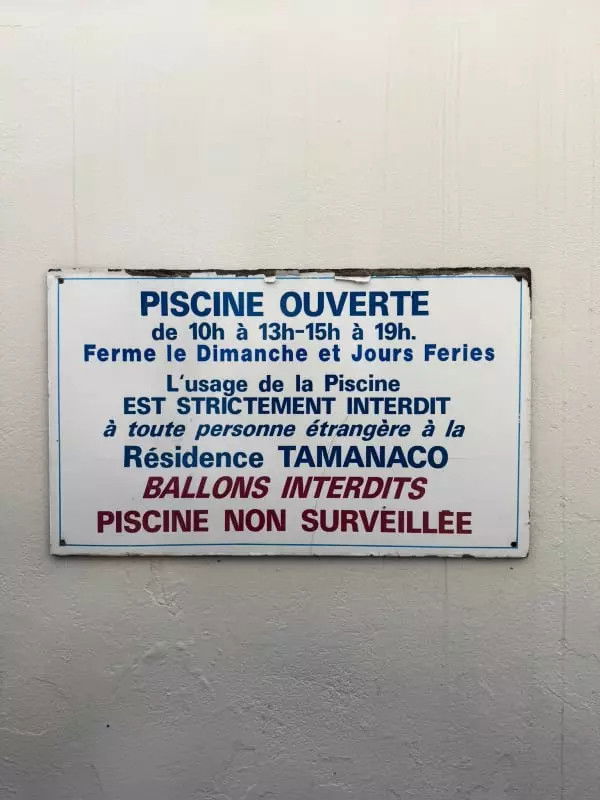 PISCINE OUVERTE
de 10h à 13h-15h à 19h.
Ferme le Dimanche et Jours Feries
L'usage de la Piscine
EST STRICTEMENT INTERDIT
à toute personne étrangère à la
Résidence TAMANACO
BALLONS INTERDITS
PISCINE NON SURVEILLÉE